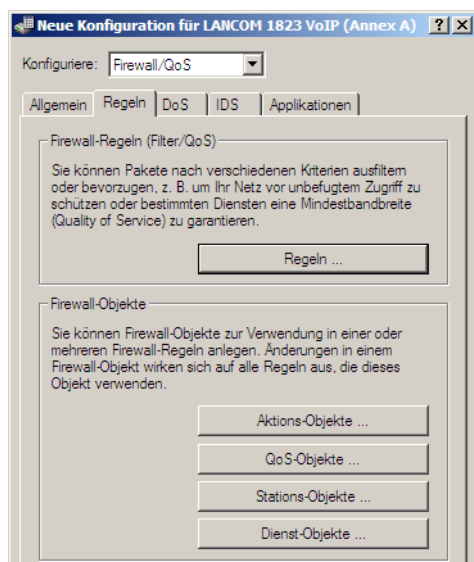 Neue Konfiguration für LANCOM 1823 VoIP (Annex A)
Konfiguriere: Firewall/QoS
Allgemein Regeln DoS IDS Applikationen
Firewall-Regeln (Filter/QoS)
Sie können Pakete nach verschiedenen Kriterien ausfiltern
oder bevorzugen, z. B. um Ihr Netz vor unbefugtem Zugriff zu
schützen oder bestimmten Diensten eine Mindestbandbreite
(Quality of Service) zu garantieren.
Regeln ...
Firewall-Objekte
Sie können Firewall-Objekte zur Verwendung in einer oder
mehreren Firewall-Regeln anlegen. Änderungen in einem
Firewall-Objekt wirken sich auf alle Regeln aus, die dieses
Objekt verwenden.
Aktions-Objekte ...
QoS-Objekte ...
Stations-Objekte ...
Dienst-Objekte ...